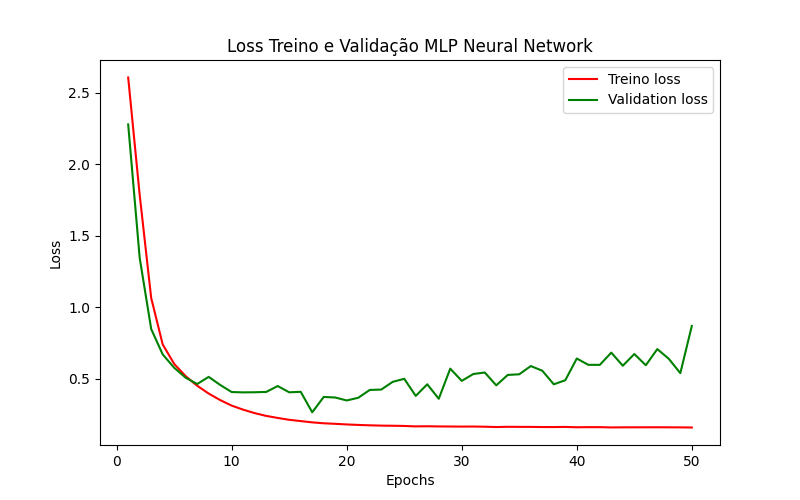 Loss Treino e Validação MLP Neural Network
Treino loss
Validation loss
Loss
2.5
2.0
1.5
1.0
0.5
0
10
20
30
40
50
Epochs